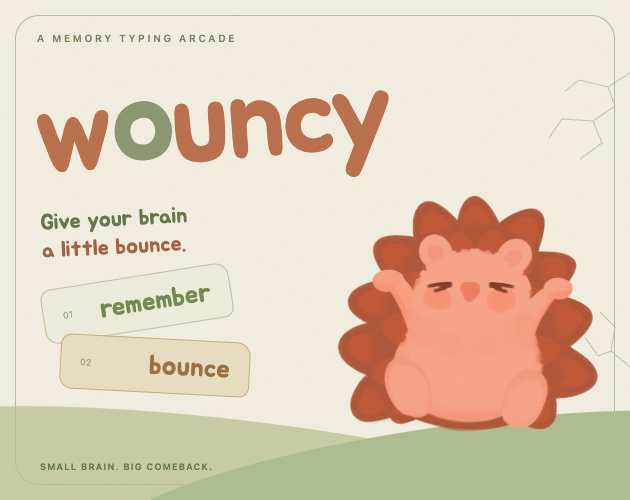 A MEMORY TYPING ARCADE
wouncy
Give your brain
a little bounce.
01 remember
02 bounce
SMALL BRAIN. BIG COMEBACK.